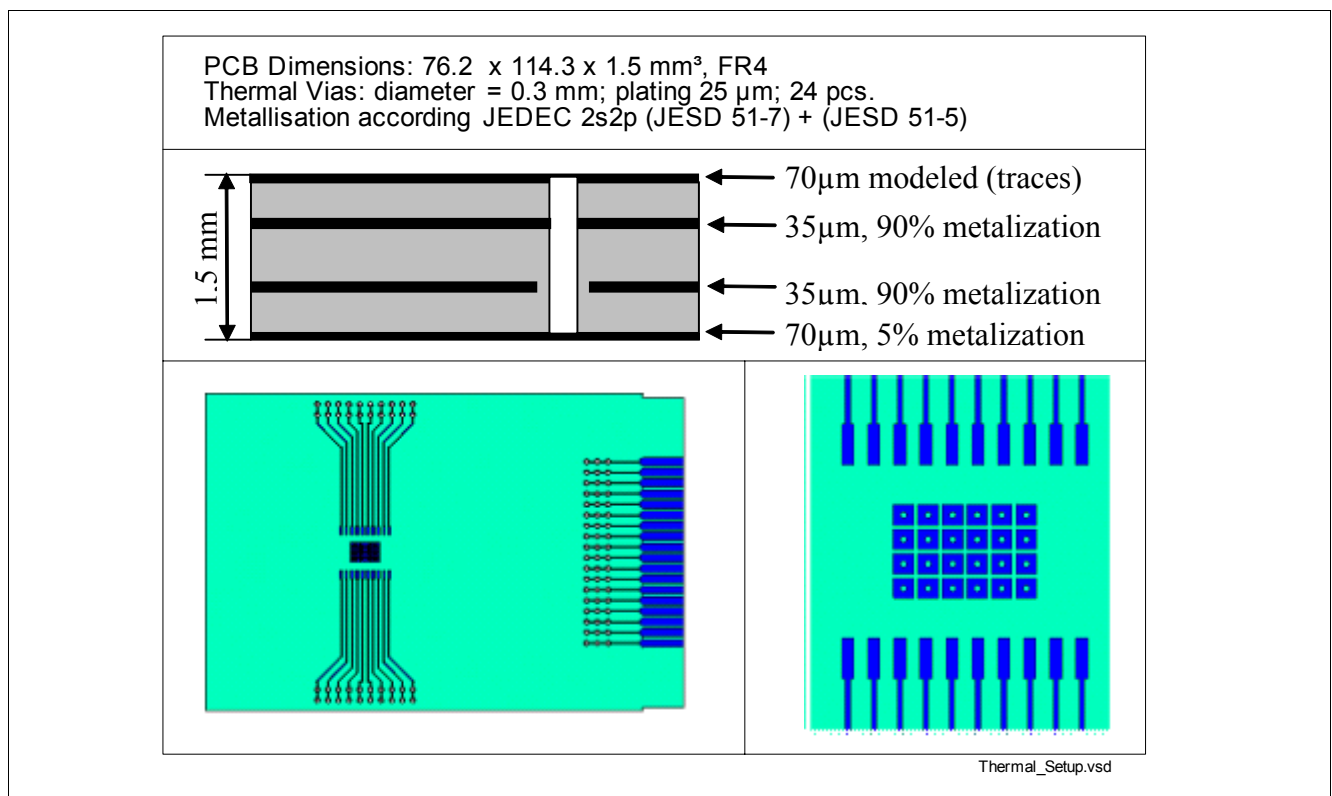 PCB Dimensions: 76.2 x 114.3 x 1.5 mm³, FR4
Thermal Vias: diameter = 0.3 mm; plating 25 µm; 24 pcs.
Metallisation according JEDEC 2s2p (JESD 51-7) + (JESD 51-5)
1.5 mm
70µm modeled (traces)
35µm, 90% metalization
35µm, 90% metalization
70µm, 5% metalization
Thermal_Setup.vsd